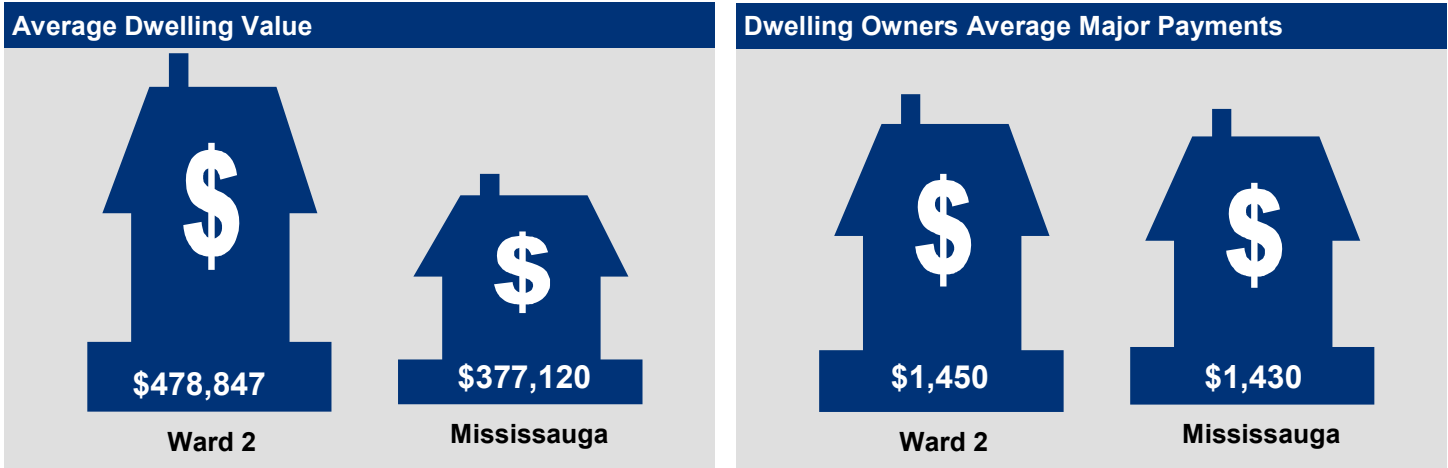 Average Dwelling Value
$
$
$478,847
$377,120
Ward 2
Mississauga
Dwelling Owners Average Major Payments
$
$
$1,450
$1,430
Ward 2
Mississauga